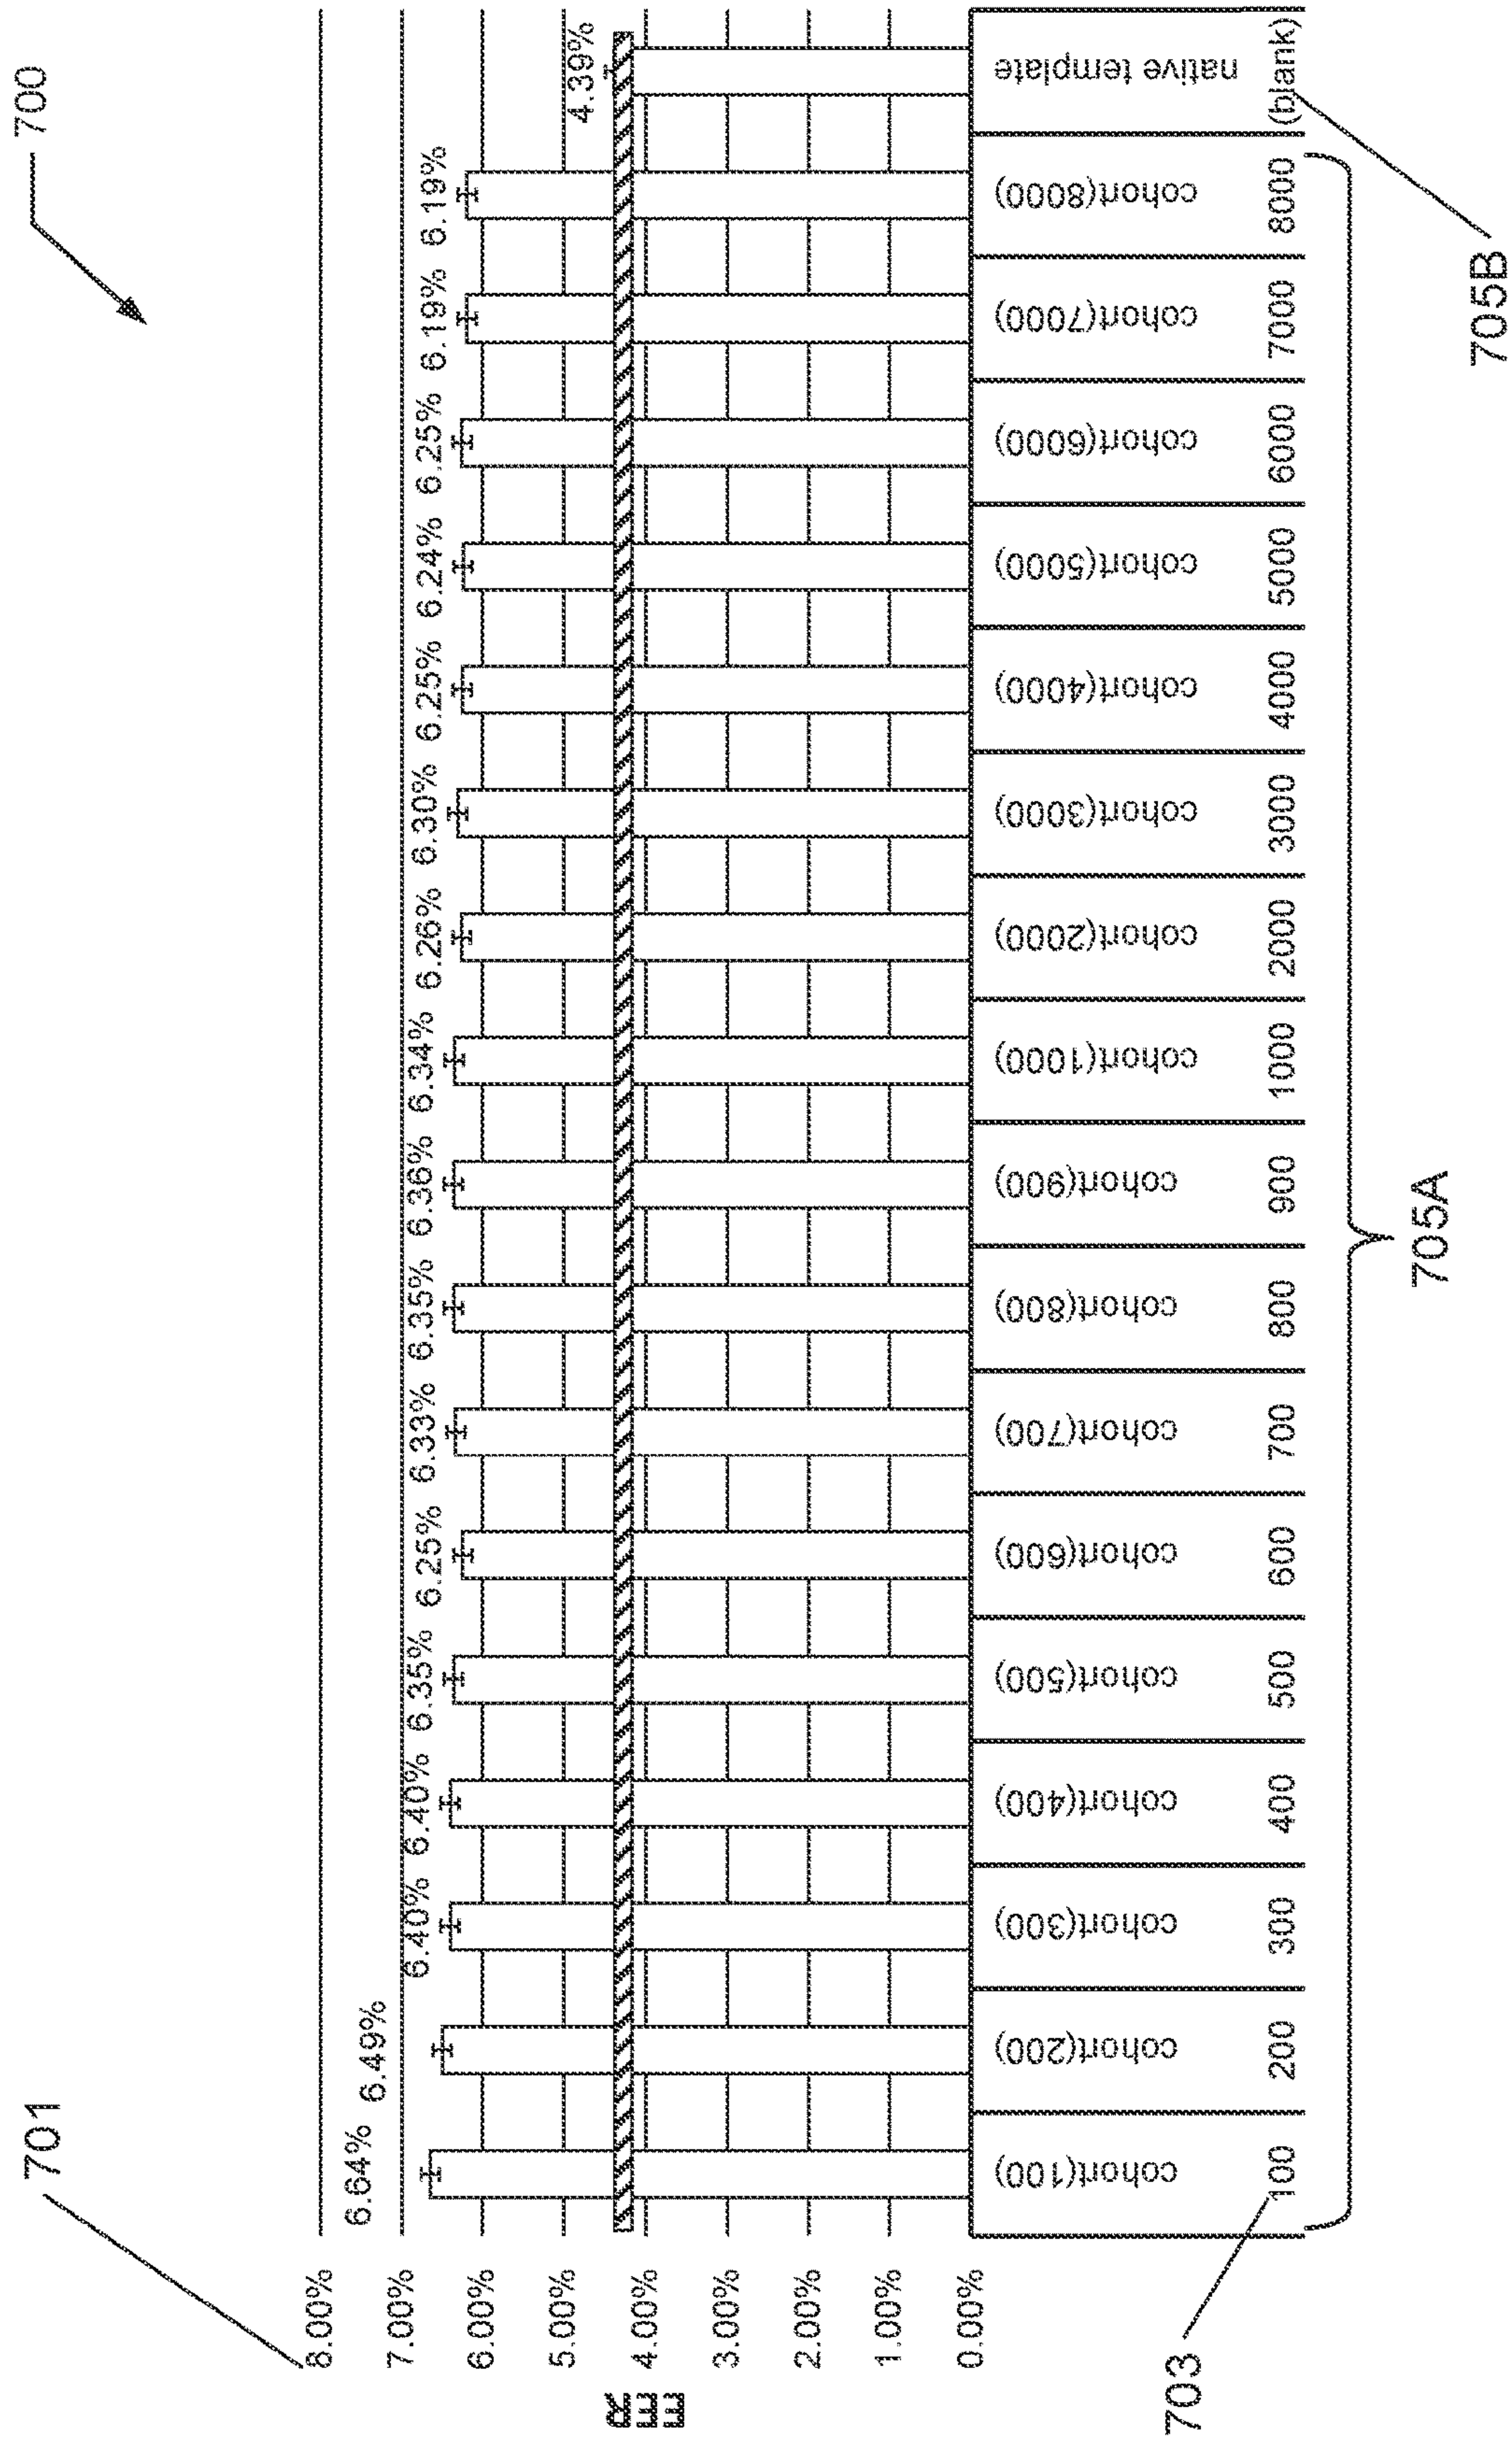 700
701
8.00%
7.00%
6.00%
5.00%
4.00%
3.00%
2.00%
1.00%
0.00%
EER
6.64%
6.49%
6.40%
6.40%
6.35%
6.25%
6.33%
6.35%
6.36%
6.34%
6.26%
6.30%
6.25%
6.24%
6.25%
6.19%
6.19%
4.39%
cohort(100)
cohort(200)
cohort(300)
cohort(400)
cohort(500)
cohort(600)
cohort(700)
cohort(800)
cohort(900)
cohort(1000)
cohort(2000)
cohort(3000)
cohort(4000)
cohort(5000)
cohort(6000)
cohort(7000)
cohort(8000)
native template
100
200
300
400
500
600
700
800
900
1000
2000
3000
4000
5000
6000
7000
8000
(blank)
703
705A
705B